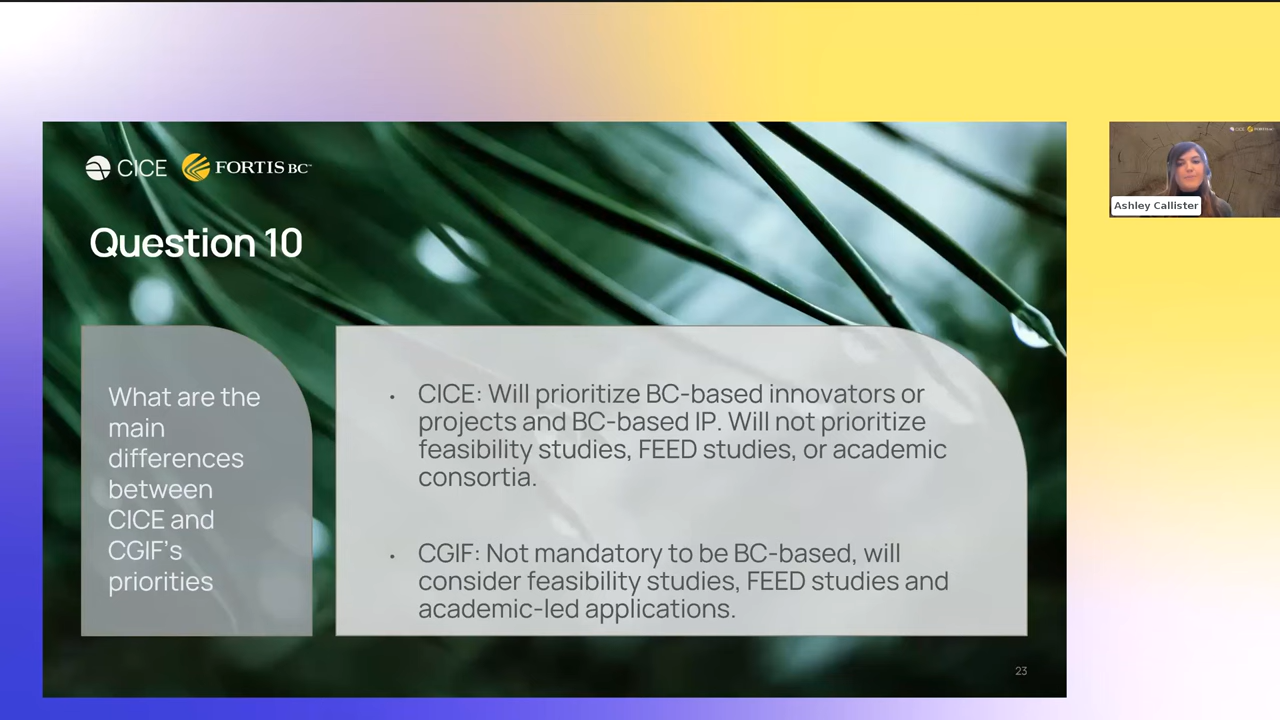 CICE FORTIS BC™
Question 10
What are the
main
differences
between
CICE and
CGIF's
priorities
• CICE: Will prioritize BC-based innovators or
projects and BC-based IP. Will not prioritize
feasibility studies, FEED studies, or academic
consortia.
• CGIF: Not mandatory to be BC-based, will
consider feasibility studies, FEED studies and
academic-led applications.
23
CICE FORTIS BC
Ashley Callister